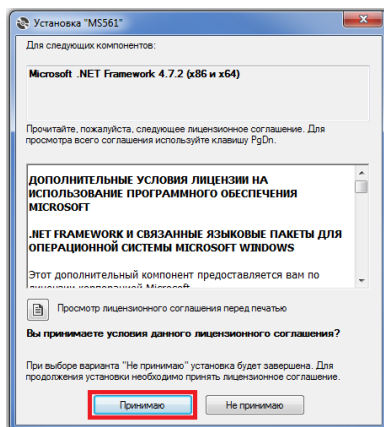 Установка "MS561"
Для следующих компонентов:
Microsoft .NET Framework 4.7.2 (x86 и x64)
Прочитайте, пожалуйста, следующее лицензионное соглашение. Для
просмотра всего соглашения используйте клавишу PgDn.
ДОПОЛНИТЕЛЬНЫЕ УСЛОВИЯ ЛИЦЕНЗИИ НА
ИСПОЛЬЗОВАНИЕ ПРОГРАММНОГО ОБЕСПЕЧЕНИЯ
MICROSOFT
.NET FRAMEWORK И СВЯЗАННЫЕ ЯЗЫКОВЫЕ ПАКЕТЫ ДЛЯ
ОПЕРАЦИОННОЙ СИСТЕМЫ MICROSOFT WINDOWS
Этот дополнительный компонент предоставляется вам по
лицензии корпорацией Microsoft
Просмотр лицензионного соглашения перед печатью
Вы принимаете условия данного лицензионного соглашения?
При выборе варианта "Не принимаю" установка будет завершена. Для
продолжения установки необходимо принять лицензионное соглашение.
Принимаю
Не принимаю